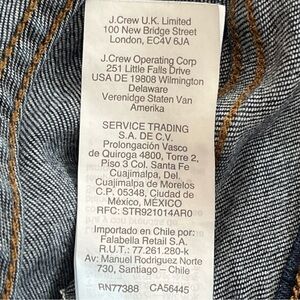 J.Crew U.K. Limited
100 New Bridge Street
London, EC4V 6JA
J.Crew Operating Corp
251 Little Falls Drive
USA DE 19808 Wilmington
Delaware
Verenidge Staten Van
Amerika
SERVICE TRADING
S.A. DE C.V.
Prolongación Vasco
de Quiroga 4800, Torre 2,
Piso 3 Col. Santa Fe
Cuajimalpa, Del.
Cuajimalpa de Morelos
C.P. 05348, Ciudad de
México, MÉXICO
RFC: STR921014AR0
Importado en Chile por:
Falabella Retail S.A.
R.U.T.: 77.261.280-k
Av: Manuel Rodriguez Norte
730, Santiago – Chile
RN77388 CA56445